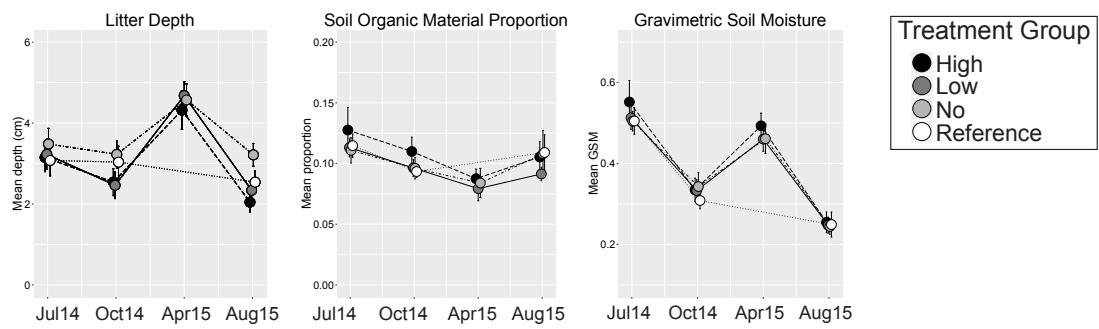 Litter Depth
6
4
2
0
Mean depth (cm)
Jul14 Oct14 Apr15 Aug15
Soil Organic Material Proportion
0.20
0.15
0.10
0.05
0.00
Mean proportion
Jul14 Oct14 Apr15 Aug15
Gravimetric Soil Moisture
0.6
0.4
0.2
Mean GSM
Jul14 Oct14 Apr15 Aug15
Treatment Group
High
Low
No
Reference